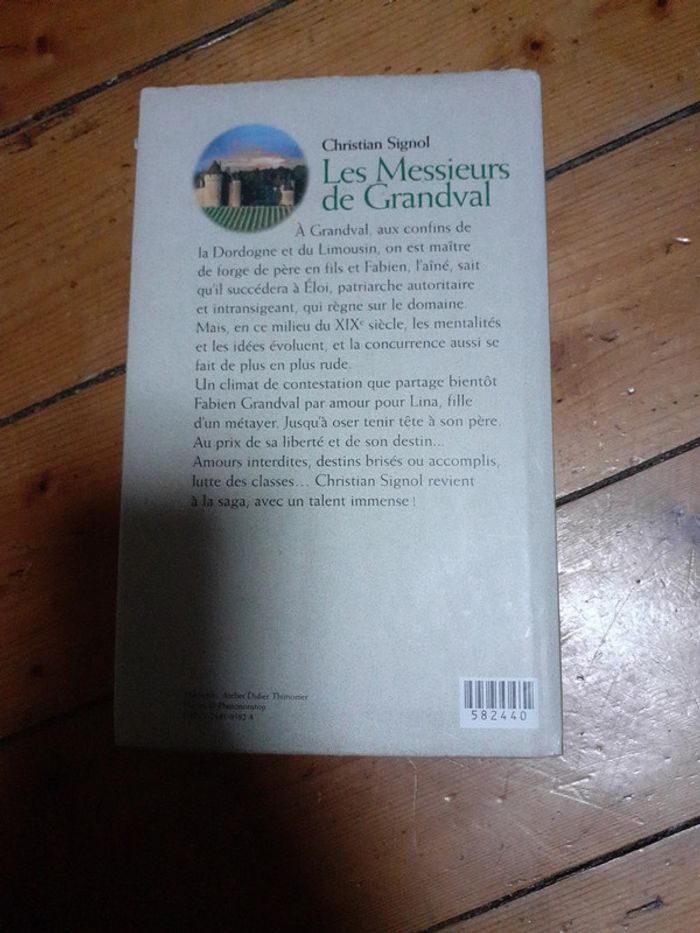 Christian Signol
Les Messieurs
de Grandval
À Grandval, aux confins de
la Dordogne et du Limousin, on est maître
de forge de père en fils et Fabien, l'aîné, sait
qu'il succédera à Éloi, patriarche autoritaire
et intransigeant, qui règne sur le domaine.
Mais, en ce milieu du XIXe siècle, les mentalités
et les idées évoluent, et la concurrence aussi se
fait de plus en plus rude.
Un climat de contestation que partage bientôt
Fabien Grandval par amour pour Lina, fille
d'un métayer. Jusqu'à oser tenir tête à son père.
Au prix de sa liberté et de son destin...
Amours interdites, destins brisés ou accomplis,
lutte des classes... Christian Signol revient
à la saga, avec un talent immense !
Atelier Didier Thimonier
582440